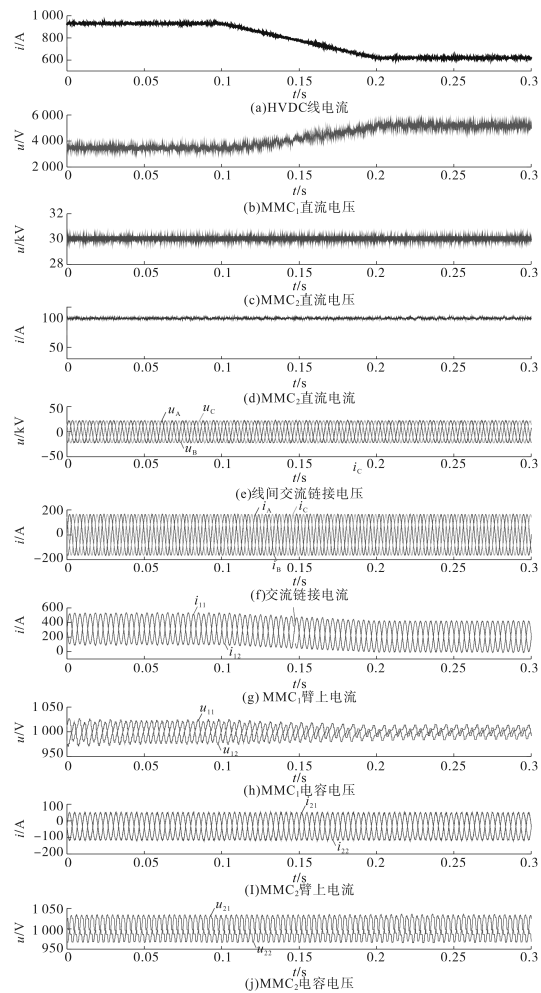 1 000
800
600
i/A
0 0.05 0.1 0.15 0.2 0.25 0.3
t/s
(a)HVDC线电流
6 000
4 000
2 000
u/V
0 0.05 0.1 0.15 0.2 0.25 0.3
t/s
(b)MMC₁直流电压
32
30
28
u/kV
0 0.05 0.1 0.15 0.2 0.25 0.3
t/s
(c)MMC₂直流电压
100
50
i/A
0 0.05 0.1 0.15 0.2 0.25 0.3
t/s
(d)MMC₂直流电流
50
0
-50
u/kV
u_A u_C
u_B
0 0.05 0.1 0.15 0.2 0.25 0.3
t/s i_C
(e)线间交流链接电压
200
0
-200
i/A
i_A i_C
i_B
0 0.05 0.1 0.15 0.2 0.25 0.3
t/s
(f)交流链接电流
600
400
200
0
i/A
i₁₁
i₁₂
0 0.05 0.1 0.15 0.2 0.25 0.3
t/s
(g) MMC₁臂上电流
1 050
1 000
950
u/V
u₁₁
u₁₂
0 0.05 0.1 0.15 0.2 0.25 0.3
t/s
(h)MMC₁电容电压
100
0
-100
-200
i/A
i₂₁
i₂₂
0 0.05 0.1 0.15 0.2 0.25 0.3
t/s
(I)MMC₂臂上电流
1 050
1 000
950
u/V
u₂₁
u₂₂
0 0.05 0.1 0.15 0.2 0.25 0.3
t/s
(j)MMC₂电容电压